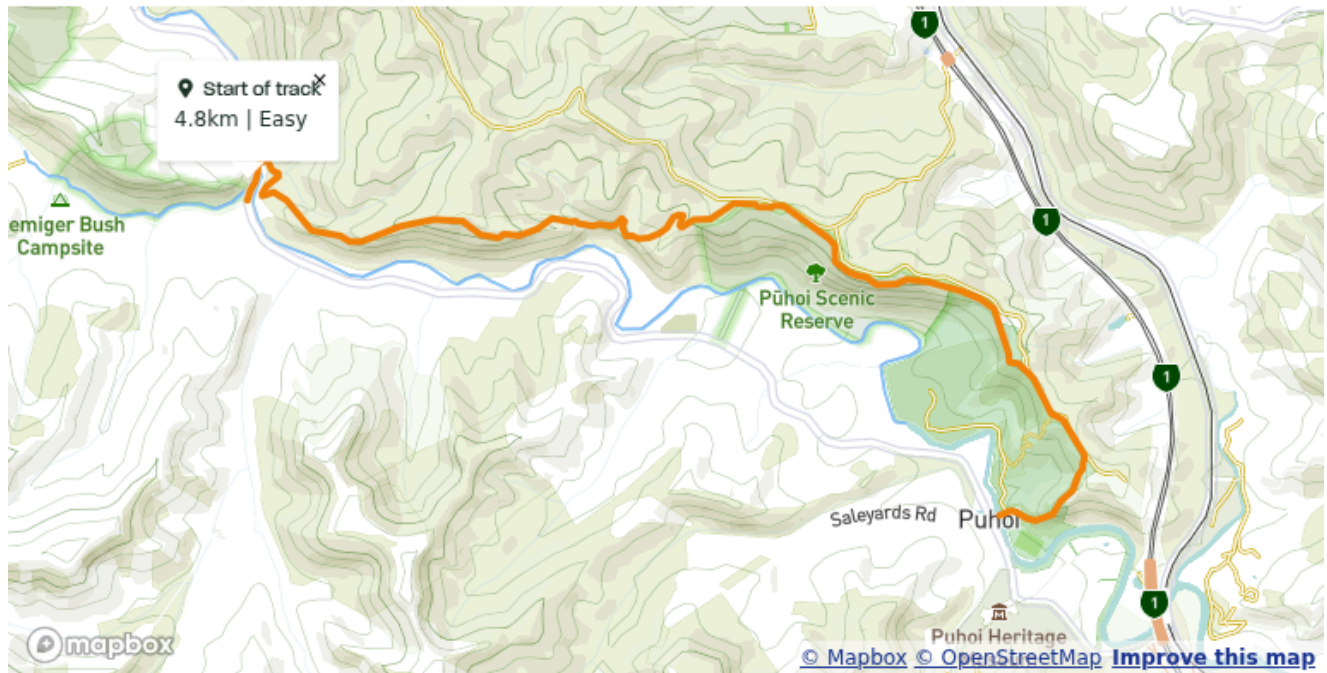 1
Start of track
×
4.8km | Easy
1
emiger Bush
Campsite
Pūhoi Scenic
Reserve
1
Saleyards Rd
Pūhoi
1
Puhoi Heritage
mapbox
© Mapbox © OpenStreetMap Improve this map